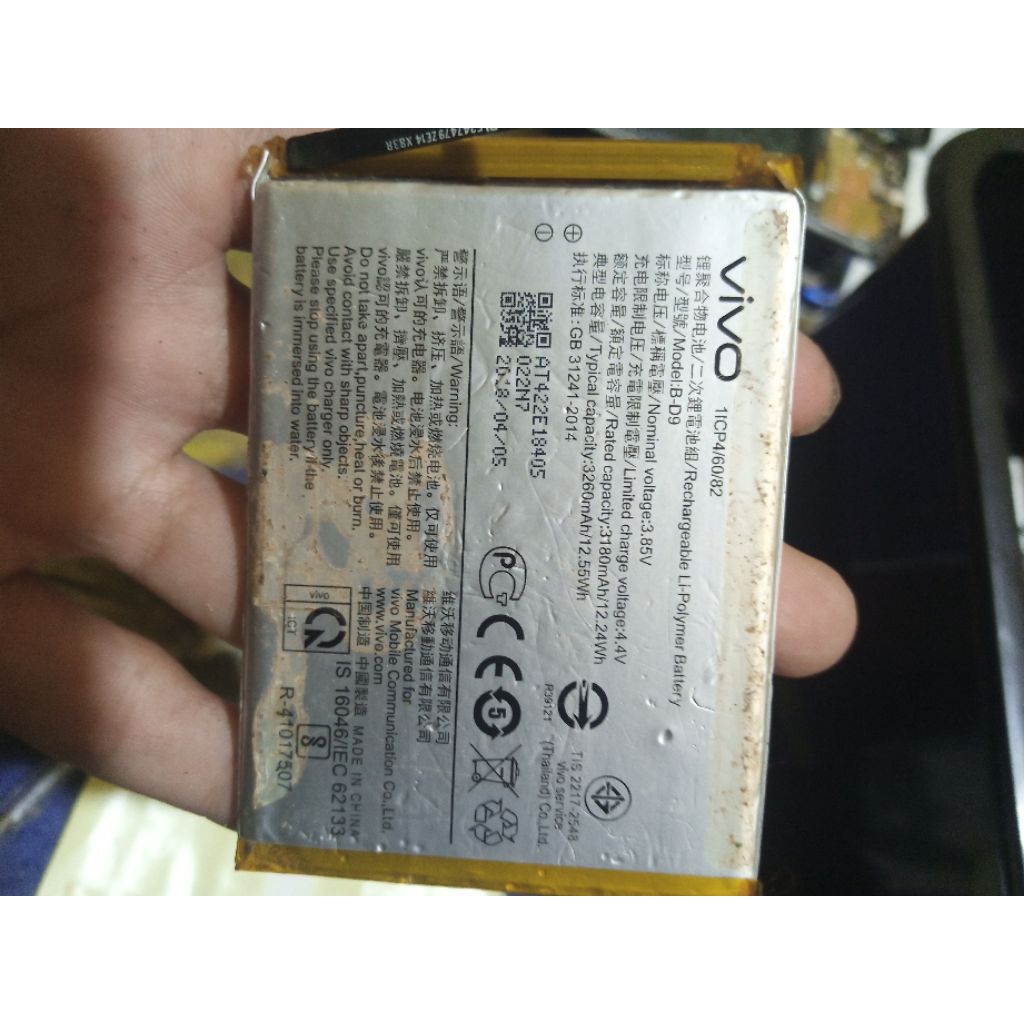 vivo
1ICP4/60/82
锂聚合物电池/二次鋰電池組/Rechargeable Li-Polymer Battery
型号/型號/Model:B-D9
标称电压/標稱電壓/Nominal voltage:3.85V
充电限制电压/充電限制電壓/Limited charge voltage:4.4V
额定容量/額定電容量/Rated capacity:3180mAh/12.24Wh
典型电容量/Typical capacity:3260mAh/12.55Wh
执行标准:GB 31241-2014
⊕
⊖
AT422E18405
022N7
2018/04/05
TIS 2217-2548
vivo service
(Thailand) Co.,Ltd.
R39121
PG
CE
5
警示语/警示語/Warning:
严禁拆卸、挤压、加热或燃烧电池。仅可使用
vivo认可的充电器。电池浸水后禁止使用。
嚴禁拆卸、擠壓、加熱或燃燒電池。僅可使用
vivo認可的充電器。電池浸水後禁止使用。
Do not take apart,puncture,heat or burn.
Avoid contact with sharp objects.
Use specified vivo charger only.
Please stop using the battery if the
battery is immersed in water.
维沃移动通信有限公司
維沃移動通信有限公司
Manufactured for
vivo Mobile Communication Co.,Ltd.
www.vivo.com
中国制造 中國製造 MADE IN CHINA
IS 16046/IEC 62133
vivo
ICT
R-41017507